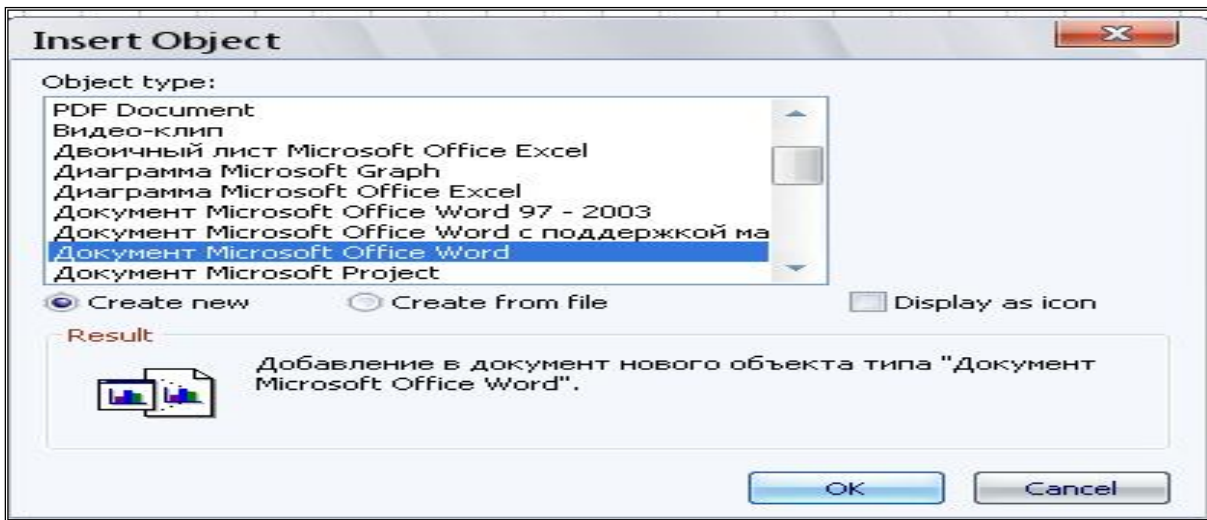 Insert Object
Object type:
PDF Document
Видео-клип
Двоичный лист Microsoft Office Excel
Диаграмма Microsoft Graph
Диаграмма Microsoft Office Excel
Документ Microsoft Office Word 97 - 2003
Документ Microsoft Office Word с поддержкой ма
Документ Microsoft Office Word
Документ Microsoft Project
Create new Create from file Display as icon
Result
Добавление в документ нового объекта типа "Документ
Microsoft Office Word".
OK Cancel